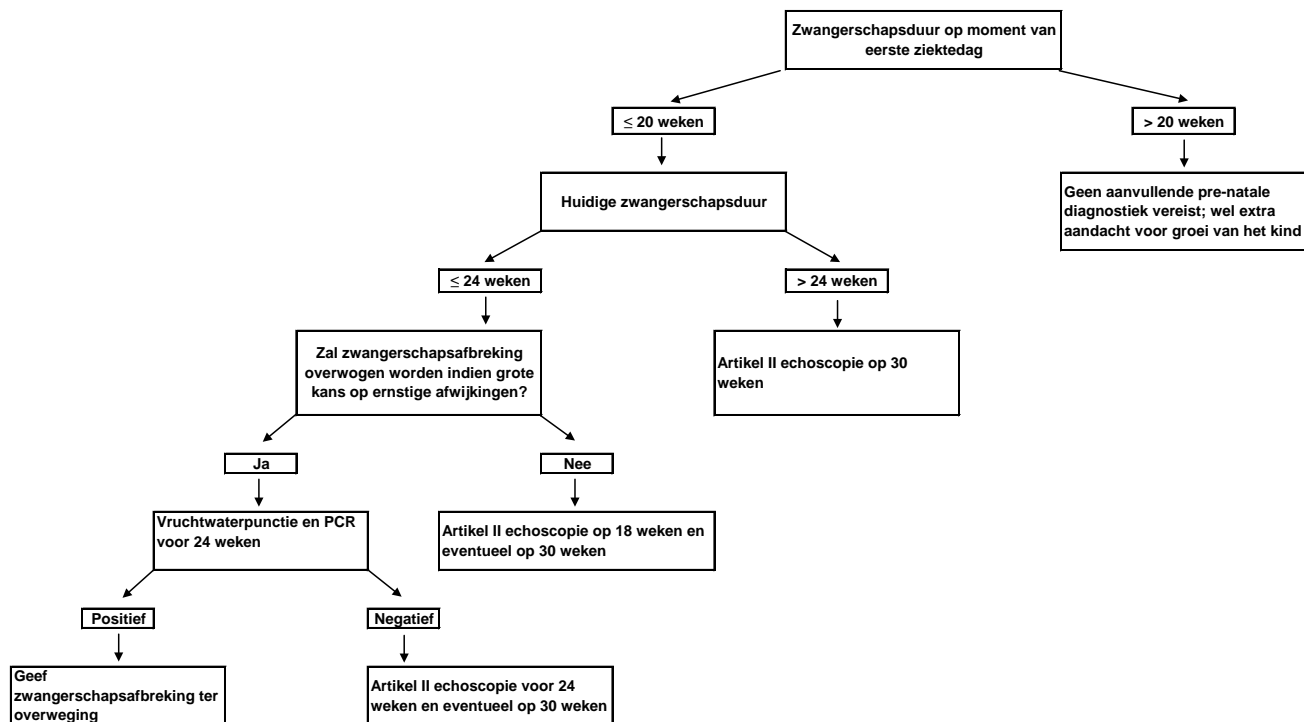 Zwangerschapsduur op moment van
eerste ziektedag
≤ 20 weken
> 20 weken
Huidige zwangerschapsduur
Geen aanvullende pre-natale
diagnostiek vereist; wel extra
aandacht voor groei van het kind
≤ 24 weken
> 24 weken
Zal zwangerschapsafbreking
overwogen worden indien grote
kans op ernstige afwijkingen?
Artikel II echoscopie op 30
weken
Ja
Nee
Vruchtwaterpunctie en PCR
voor 24 weken
Artikel II echoscopie op 18 weken en
eventueel op 30 weken
Positief
Negatief
Geef
zwangerschapsafbreking ter
overweging
Artikel II echoscopie voor 24
weken en eventueel op 30 weken